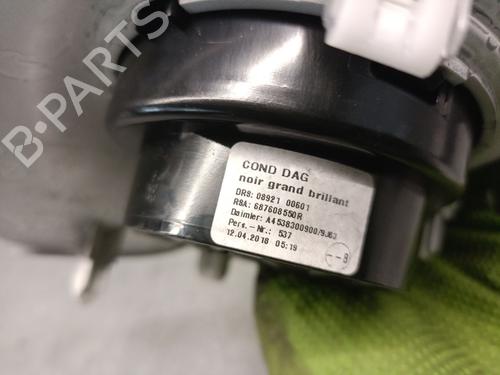 B-PARTS
COND DAG
noir grand brillant
DRS: 08921 00601
RSA: 687608550R
Daimler: A4538300900/9J63
Pers.-Nr.: 537
12.04.2018 05:19
--B